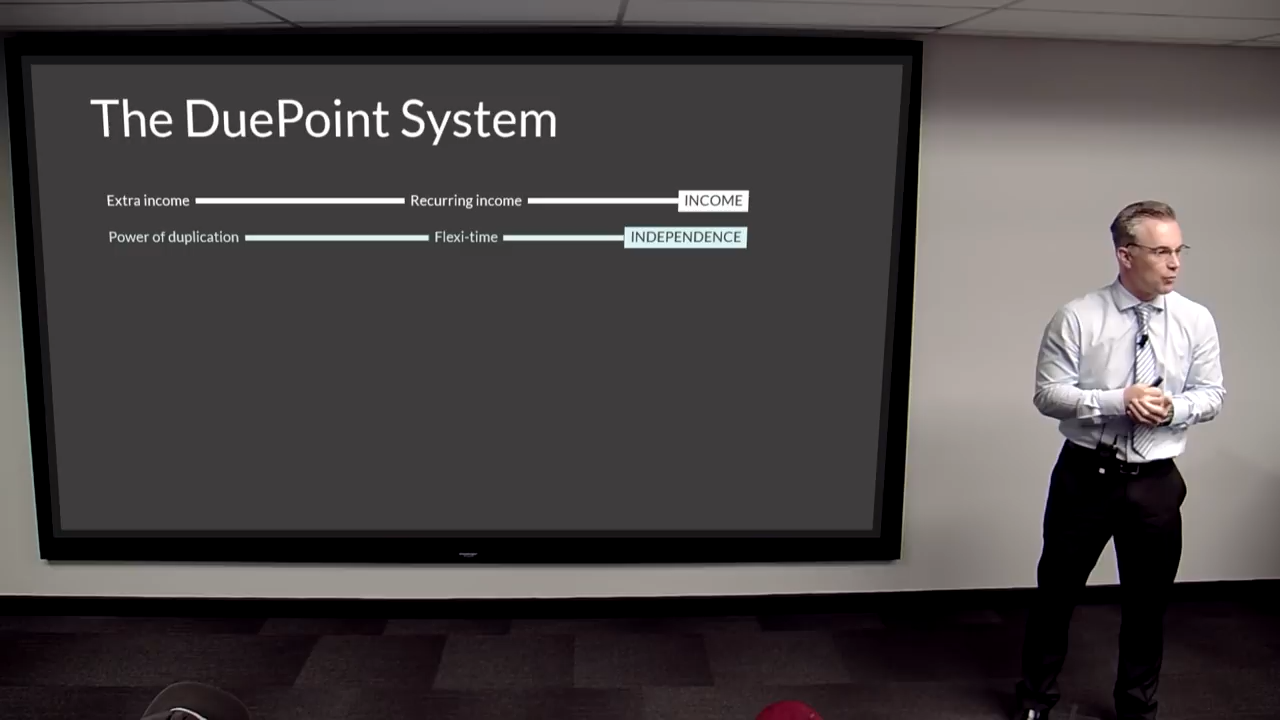 The DuePoint System
Extra income Recurring income INCOME
Power of duplication Flexi-time INDEPENDENCE